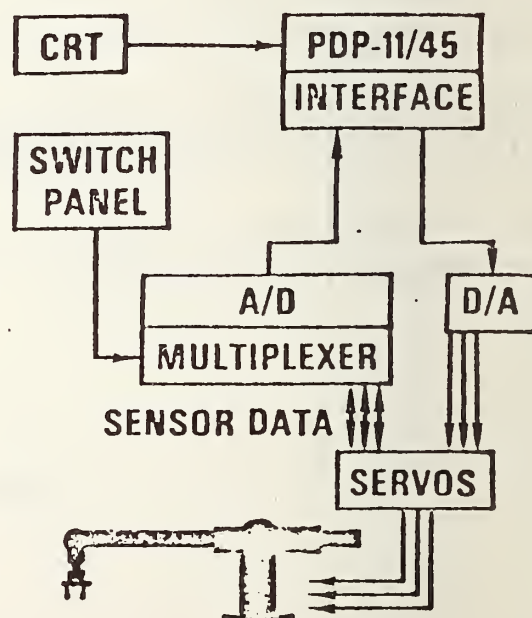 CRT
PDP-11/45
INTERFACE
SWITCH
PANEL
A/D
D/A
MULTIPLEXER
SENSOR DATA
SERVOS